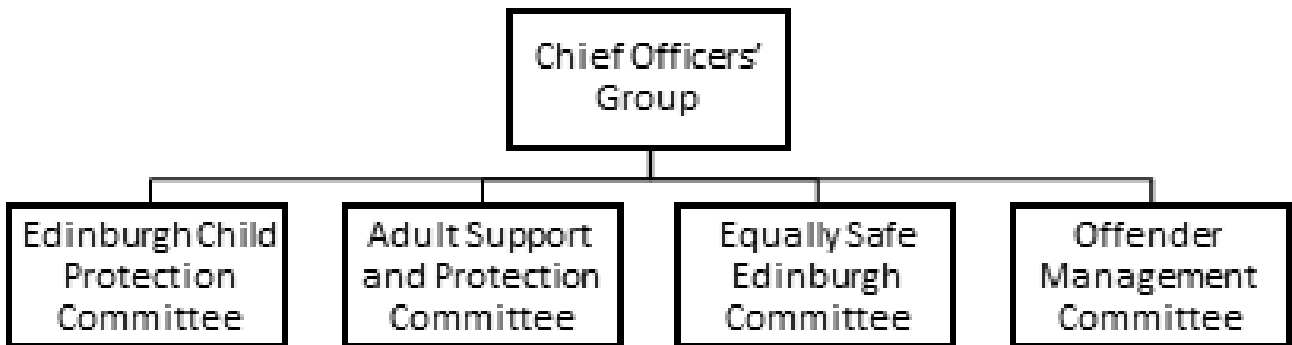 Chief Officers'
Group
Edinburgh Child
Protection
Committee
Adult Support
and Protection
Committee
Equally Safe
Edinburgh
Committee
Offender
Management
Committee